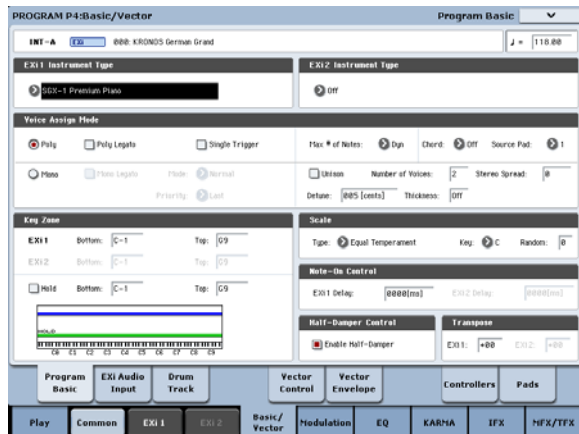 PROGRAM P4:Basic/Vector Program Basic
INT-A EXi 000: KRONOS German Grand ♩ = 118.00
EXi1 Instrument Type EXi2 Instrument Type
SGX-1 Premium Piano Off
Voice Assign Mode
Poly Poly Legato Single Trigger Max # of Notes: Dyn Chord: Off Source Pad: 1
Mono Mono Legato Mode: Normal Unison Number of Voices: 2 Stereo Spread: 0
Priority: Last Detune: 005 [cents] Thickness: Off
Key Zone Scale
EXi1 Bottom: C-1 Top: G9 Type: Equal Temperament Key: C Random: 0
EXi2 Bottom: C-1 Top: G9 Note-On Control
Hold Bottom: C-1 Top: G9 EXi1 Delay: 0000[ms] EXi2 Delay: 0000[ms]
Half-Damper Control Transpose
HOLD Enable Half-Damper EXi1: +00 EXi2: +00
C0 C1 C2 C3 C4 C5 C6 C7 C8 C9
Program Basic EXi Audio Input Drum Track Vector Control Vector Envelope Controllers Pads
Play Common EXi 1 EXi 2 Basic/Vector Modulation EQ KARMA IFX MFX/TFX